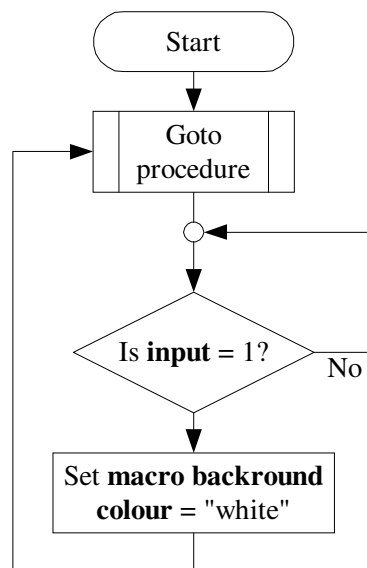 Start
Goto
procedure
Is input = 1?
No
Set macro backround
colour = "white"